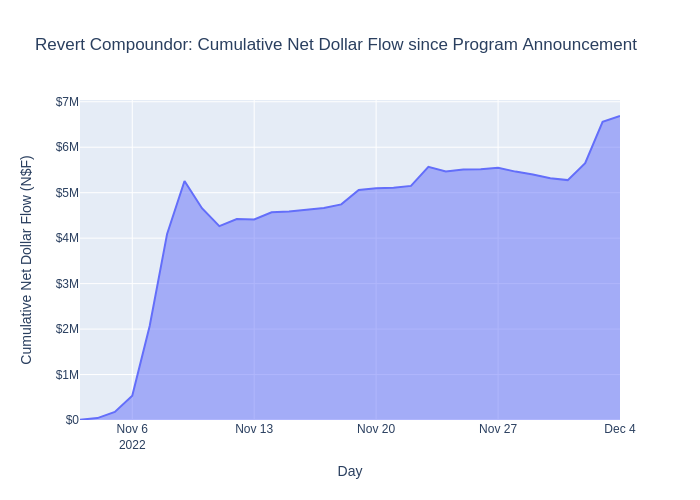 Revert Compoundor: Cumulative Net Dollar Flow since Program Announcement
Cumulative Net Dollar Flow (N$F)
$7M
$6M
$5M
$4M
$3M
$2M
$1M
$0
Nov 6
2022
Nov 13
Nov 20
Nov 27
Dec 4
Day